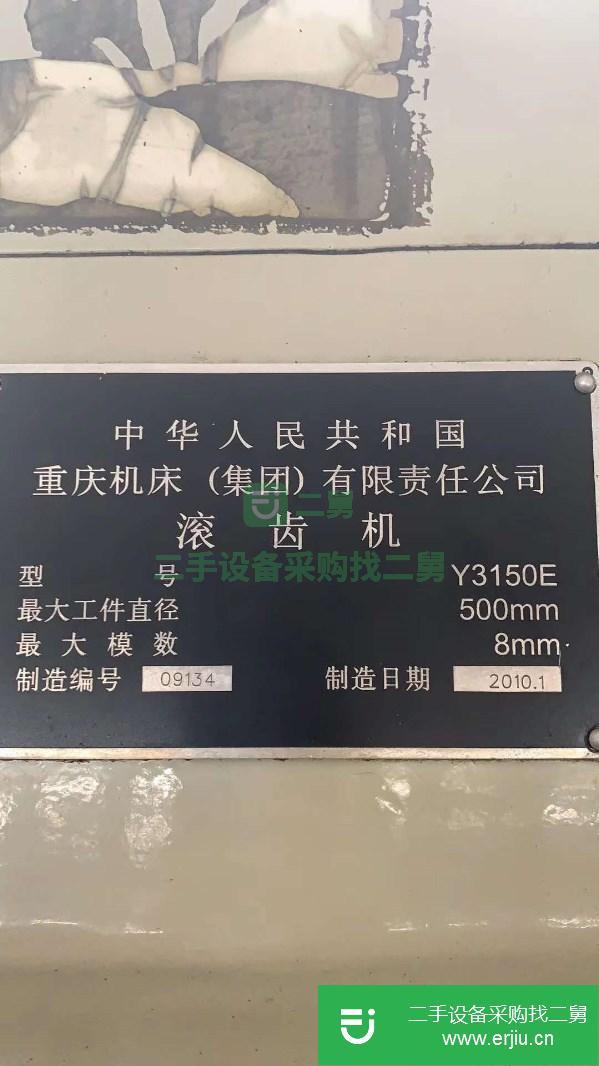 中华人民共和国
重庆机床（集团）有限责任公司
二舅
滚齿机
二手设备采购找二舅
型号 Y3150E
最大工件直径 500mm
最大模数 8mm
制造编号 09134 制造日期 2010.1
二手设备采购找二舅
www.erjiu.cn